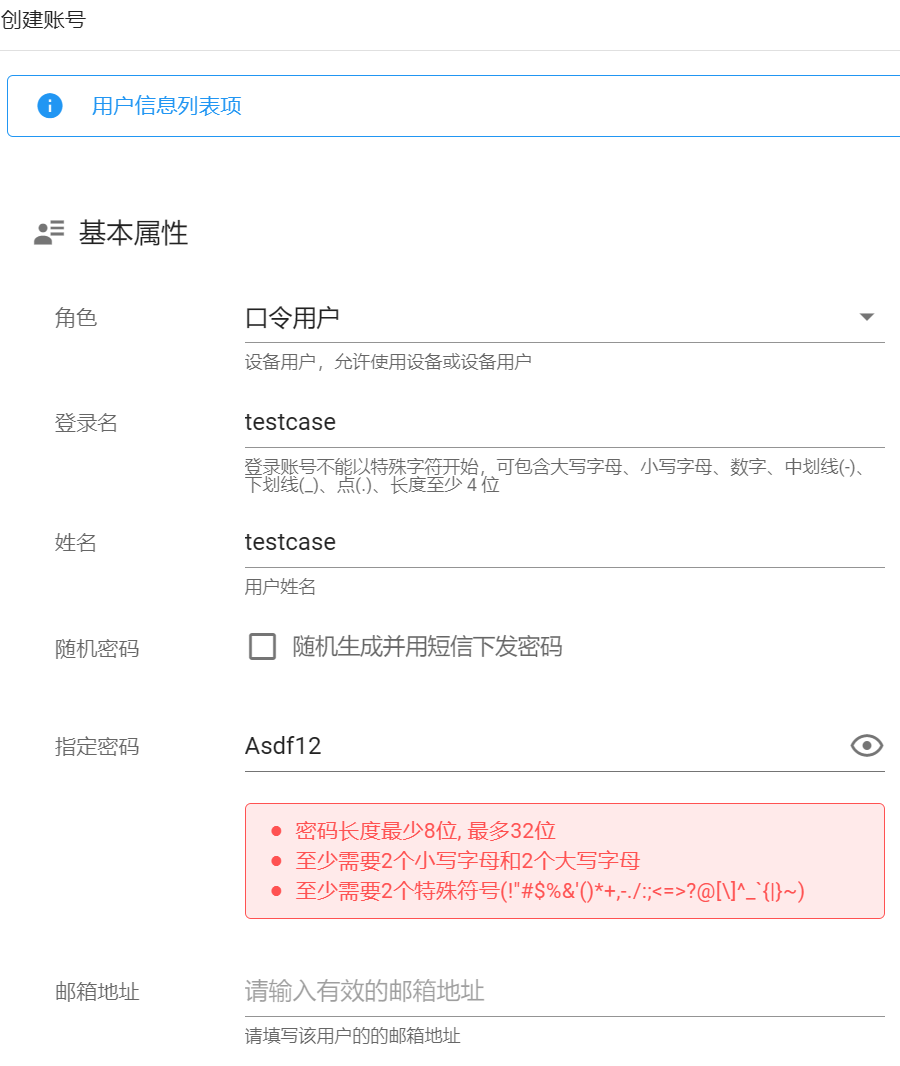 创建账号
用户信息列表项
基本属性
角色
口令用户
设备用户，允许使用设备或设备用户
登录名
testcase
登录账号不能以特殊字符开始，可包含大写字母、小写字母、数字、中划线(-)、
下划线(_)、点(.)、长度至少 4 位
姓名
testcase
用户姓名
随机密码
随机生成并用短信下发密码
指定密码
Asdf12
密码长度最少8位, 最多32位
至少需要2个小写字母和2个大写字母
至少需要2个特殊符号(!"#$%&'()*+,-./:;<=>?@[\]^_`{|}~)
邮箱地址
请输入有效的邮箱地址
请填写该用户的的邮箱地址